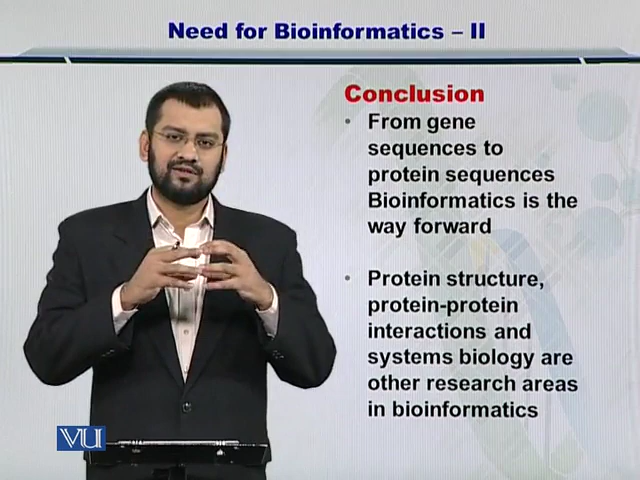 Need for Bioinformatics – II
Conclusion
• From gene
sequences to
protein sequences
Bioinformatics is the
way forward
• Protein structure,
protein-protein
interactions and
systems biology are
other research areas
in bioinformatics
VU